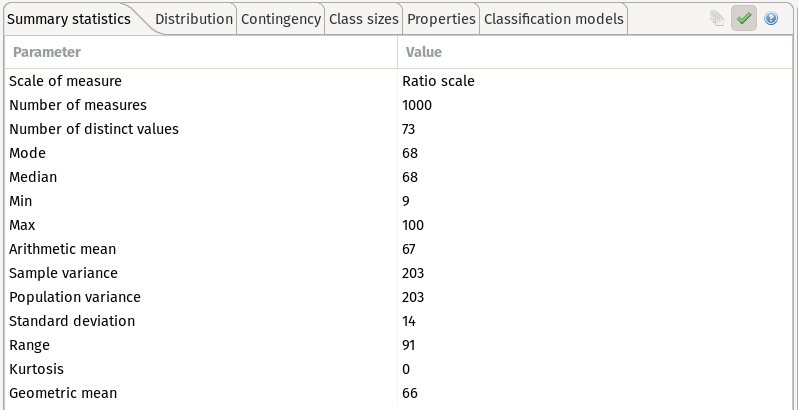 Summary statistics Distribution Contingency Class sizes Properties Classification models
Parameter Value
Scale of measure Ratio scale
Number of measures 1000
Number of distinct values 73
Mode 68
Median 68
Min 9
Max 100
Arithmetic mean 67
Sample variance 203
Population variance 203
Standard deviation 14
Range 91
Kurtosis 0
Geometric mean 66